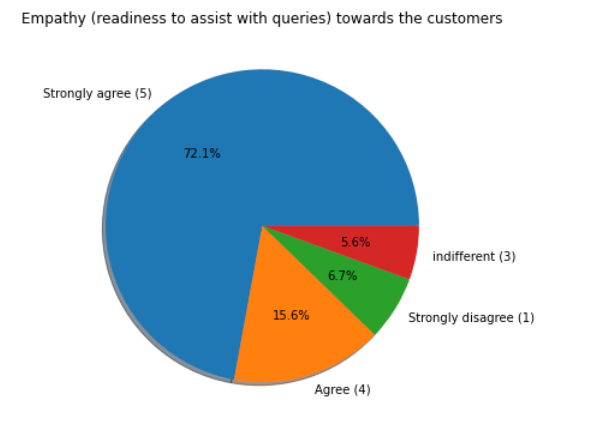 Empathy (readiness to assist with queries) towards the customers
Strongly agree (5)
72.1%
5.6%
indifferent (3)
6.7%
Strongly disagree (1)
15.6%
Agree (4)